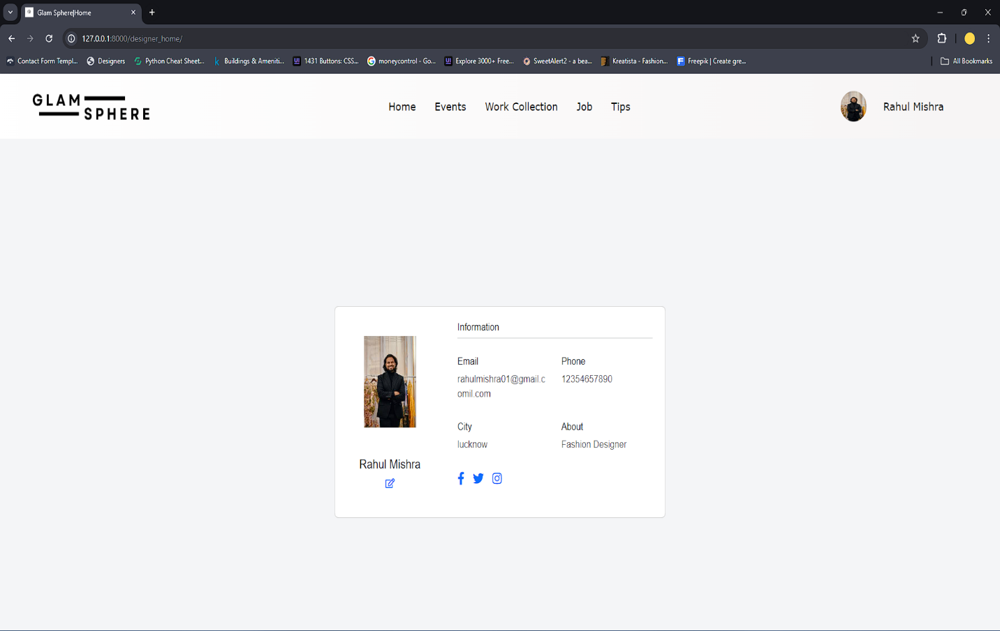 Glam Sphere|Home
127.0.0.1:8000/designer_home/
Contact Form Templ... Designers Python Cheat Sheet... Buildings & Ameniti... 1431 Buttons: CSS... moneycontrol - Go... Explore 3000+ Free... SweetAlert2 - a bea... Kreatista - Fashion... Freepik | Create gre... All Bookmarks
GLAM
SPHERE
Home Events Work Collection Job Tips
Rahul Mishra
Information
Email Phone
rahulmishra01@gmail.c 12354657890
omil.com
City About
lucknow Fashion Designer
Rahul Mishra